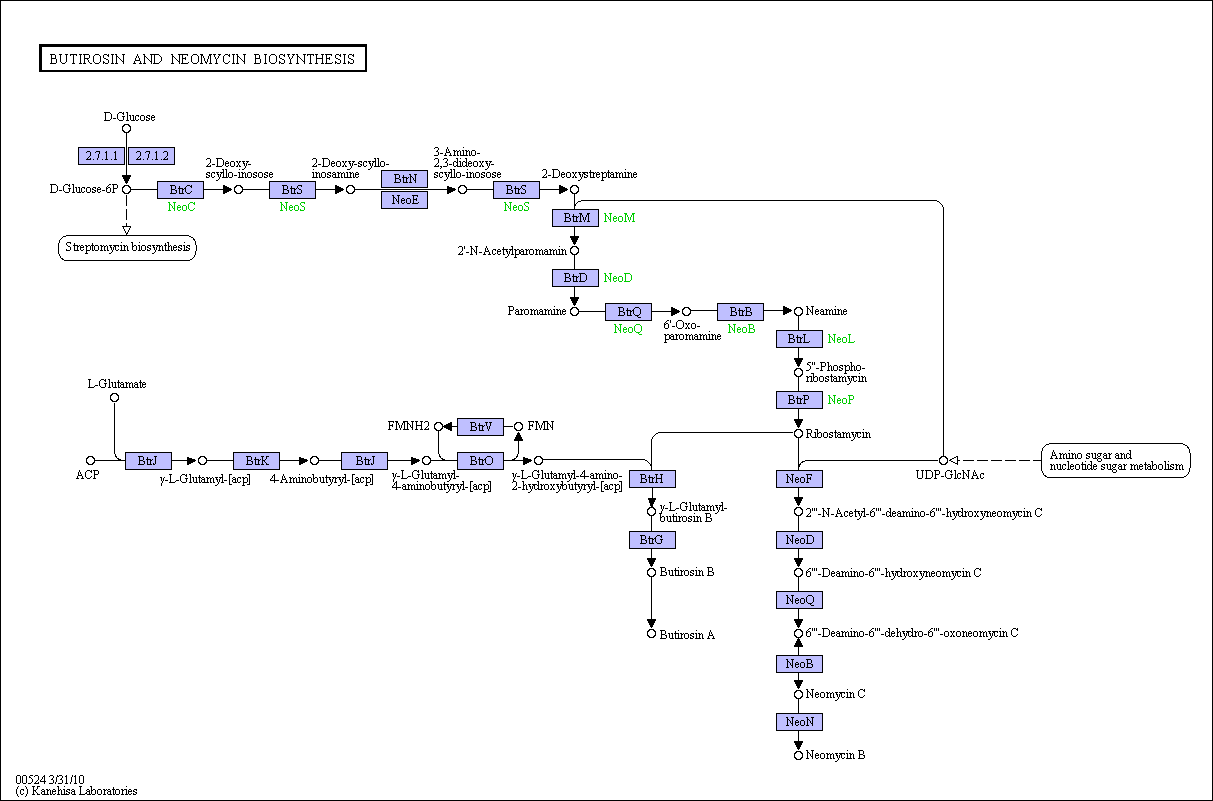 BUTIROSIN AND NEOMYCIN BIOSYNTHESIS
D-Glucose
2.7.1.1
2.7.1.2
D-Glucose-6P
BtrC
NeoC
2-Deoxy-
scyllo-inosose
BtrS
NeoS
2-Deoxy-scyllo-
inosamine
BtrN
NeoE
3-Amino-
2,3-dideoxy-
scyllo-inosose
BtrS
NeoS
2-Deoxystreptamine
Streptomycin biosynthesis
BtrM
NeoM
2'-N-Acetylparomamin
BtrD
NeoD
Paromamine
BtrQ
NeoQ
6'-Oxo-
paromamine
BtrB
NeoB
Neamine
BtrL
NeoL
5''-Phospho-
ribostamycin
BtrP
NeoP
Ribostamycin
L-Glutamate
ACP
BtrJ
γ-L-Glutamyl-[acp]
BtrK
4-Aminobutyryl-[acp]
BtrJ
γ-L-Glutamyl-
4-aminobutyryl-[acp]
FMNH2
BtrV
FMN
BtrO
γ-L-Glutamyl-4-amino-
2-hydroxybutyryl-[acp]
BtrH
γ-L-Glutamyl-
butirosin B
BtrG
Butirosin B
Butirosin A
UDP-GlcNAc
Amino sugar and
nucleotide sugar metabolism
NeoF
2'''-N-Acetyl-6'''-deamino-6'''-hydroxyneomycin C
NeoD
6'''-Deamino-6'''-hydroxyneomycin C
NeoQ
6'''-Deamino-6'''-dehydro-6'''-oxoneomycin C
NeoB
Neomycin C
NeoN
Neomycin B
00524 3/31/10
(c) Kanehisa Laboratories